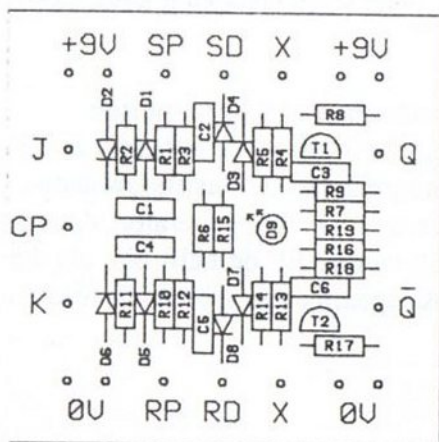 +9V SP SD X +9V
D2 D1 D4
R8
J R2 R1 R3 C2 D3 R5 R4 T1 Q
C3
R9
C1 R7
CP R6 R15 D9 R19
C4 R16
R18
D7 C6
K R11 R10 R12 C5 R14 R13 T2 Q̅
D6 D5 D8 R17
0V RP RD X 0V